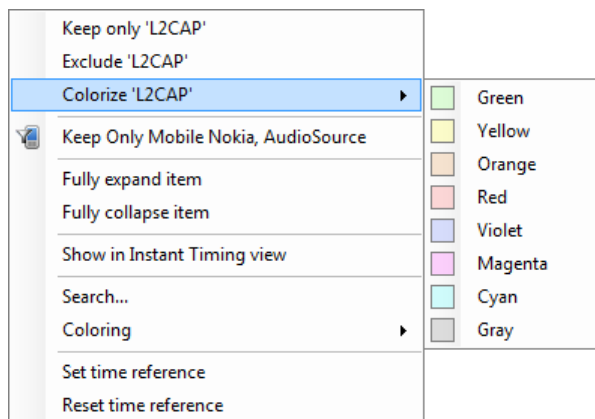 Keep only 'L2CAP'
Exclude 'L2CAP'
Colorize 'L2CAP'
Keep Only Mobile Nokia, AudioSource
Fully expand item
Fully collapse item
Show in Instant Timing view
Search...
Coloring
Set time reference
Reset time reference
Green
Yellow
Orange
Red
Violet
Magenta
Cyan
Gray